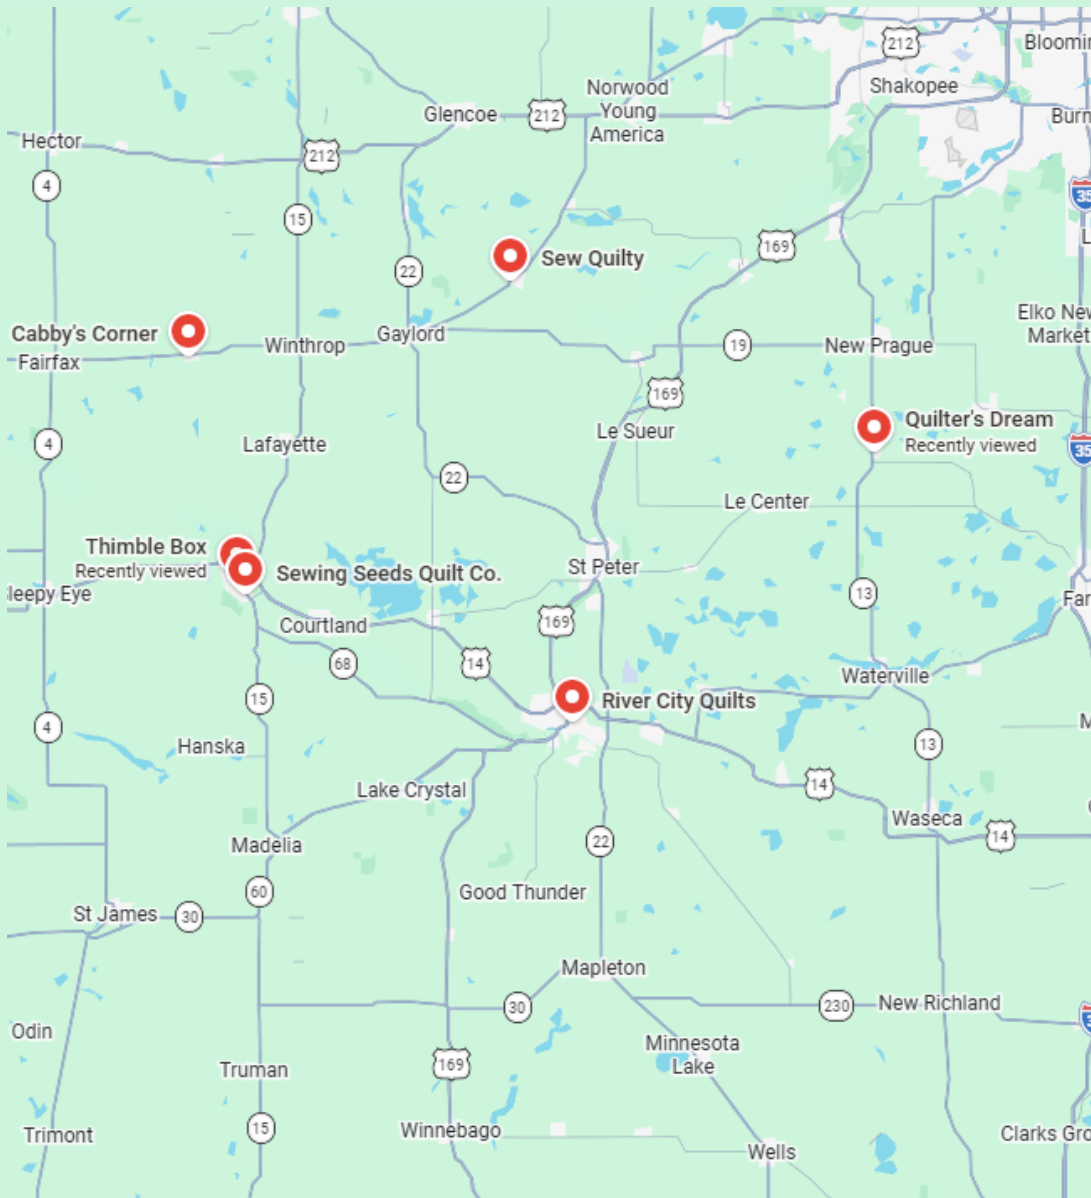 212
Bloomin
Shakopee
Norwood
Young
America
Glencoe
212
Burn
Hector
212
4
35
15
169
Sew Quilty
22
Elko New
Market
Cabby's Corner
Fairfax
Winthrop
Gaylord
19
New Prague
169
Quilter's Dream
Recently viewed
Le Sueur
Lafayette
4
35
22
Le Center
Thimble Box
Recently viewed
Sewing Seeds Quilt Co.
St Peter
leepy Eye
13
Far
Courtland
169
68
14
Waterville
15
River City Quilts
4
Hanska
13
Lake Crystal
14
Waseca
14
Madelia
22
60
Good Thunder
St James
30
Mapleton
30
230
New Richland
Odin
Minnesota
Lake
Truman
169
15
Winnebago
Trimont
Clarks Gro
Wells